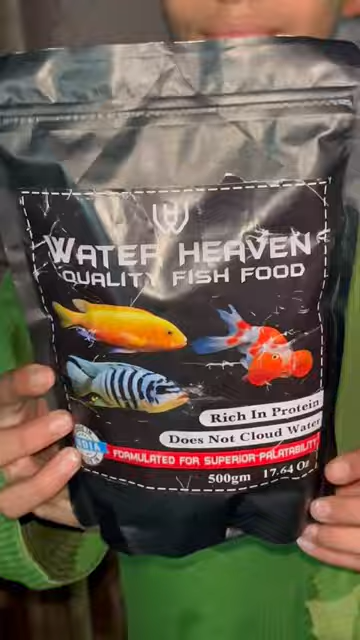 WATER HEAVEN
QUALITY FISH FOOD
Rich In Protein
Does Not Cloud Water
FORMULATED FOR SUPERIOR PALATABILITY
500gm 17.64 Oz